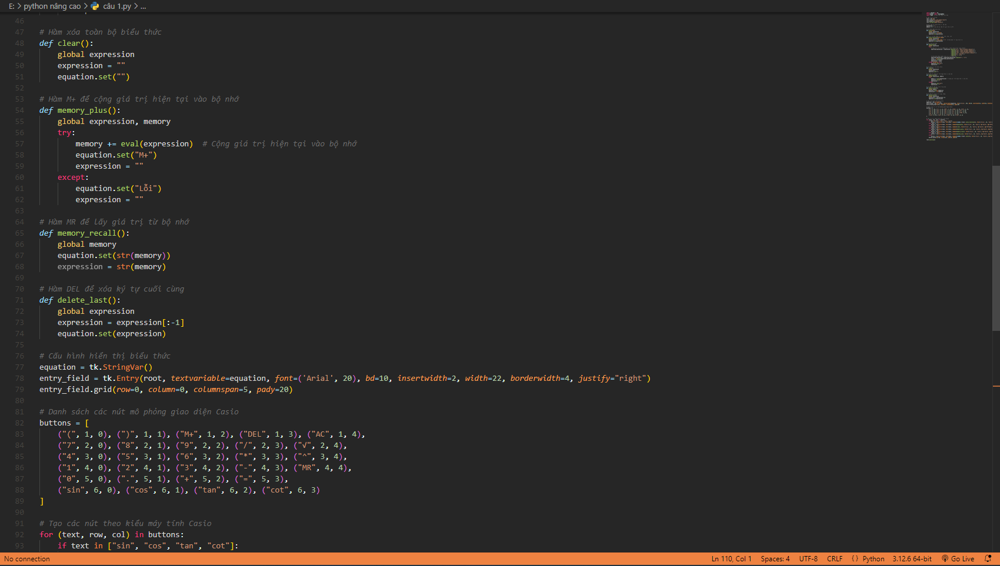 E: > python nâng cao > câu 1.py > ...
46
47 # Hàm xóa toàn bộ biểu thức
48 def clear():
49     global expression
50     expression = ""
51     equation.set("")
52
53 # Hàm M+ để cộng giá trị hiện tại vào bộ nhớ
54 def memory_plus():
55     global expression, memory
56     try:
57         memory += eval(expression)  # Cộng giá trị hiện tại vào bộ nhớ
58         equation.set("M+")
59         expression = ""
60     except:
61         equation.set("Lỗi")
62         expression = ""
63
64 # Hàm MR để lấy giá trị từ bộ nhớ
65 def memory_recall():
66     global memory
67     equation.set(str(memory))
68     expression = str(memory)
69
70 # Hàm DEL để xóa ký tự cuối cùng
71 def delete_last():
72     global expression
73     expression = expression[:-1]
74     equation.set(expression)
75
76 # Cấu hình hiển thị biểu thức
77 equation = tk.StringVar()
78 entry_field = tk.Entry(root, textvariable=equation, font=('Arial', 20), bd=10, insertwidth=2, width=22, borderwidth=4, justify="right")
79 entry_field.grid(row=0, column=0, columnspan=5, pady=20)
80
81 # Danh sách các nút mô phỏng giao diện Casio
82 buttons = [
83     ("(", 1, 0), (")", 1, 1), ("M+", 1, 2), ("DEL", 1, 3), ("AC", 1, 4),
84     ("7", 2, 0), ("8", 2, 1), ("9", 2, 2), ("/", 2, 3), ("√", 2, 4),
85     ("4", 3, 0), ("5", 3, 1), ("6", 3, 2), ("*", 3, 3), ("^", 3, 4),
86     ("1", 4, 0), ("2", 4, 1), ("3", 4, 2), ("-", 4, 3), ("MR", 4, 4),
87     ("0", 5, 0), (".", 5, 1), ("+", 5, 2), ("=", 5, 3),
88     ("sin", 6, 0), ("cos", 6, 1), ("tan", 6, 2), ("cot", 6, 3)
89 ]
90
91 # Tạo các nút theo kiểu máy tính Casio
92 for (text, row, col) in buttons:
93     if text in ["sin", "cos", "tan", "cot"]:
No connection Ln 110, Col 1 Spaces: 4 UTF-8 CRLF {} Python 3.12.6 64-bit Go Live